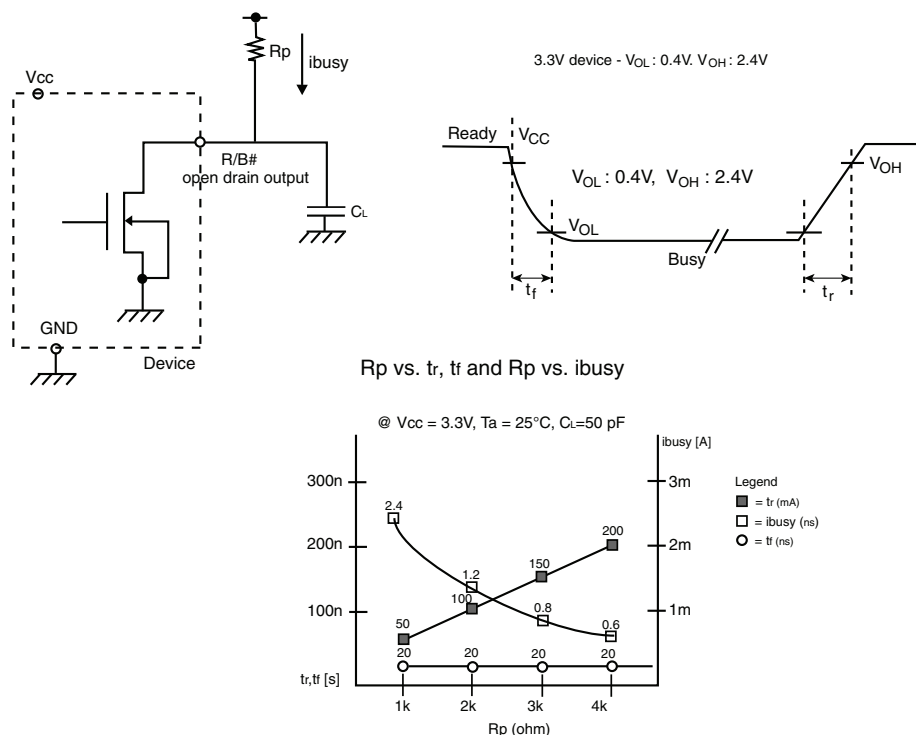 Rp
ibusy
Vcc
R/B#
open drain output
CL
GND
Device
3.3V device - VOL : 0.4V. VOH : 2.4V
Ready
VCC
VOL : 0.4V, VOH : 2.4V
VOH
VOL
Busy
tf
tr
Rp vs. tr, tf and Rp vs. ibusy
@ Vcc = 3.3V, Ta = 25°C, CL=50 pF
ibusy [A]
300n
200n
100n
tr,tf [s]
3m
2m
1m
2.4
1.2
0.8
0.6
50
100
150
200
20
20
20
20
1k
2k
3k
4k
Rp (ohm)
Legend
= tr (mA)
= ibusy (ns)
= tf (ns)